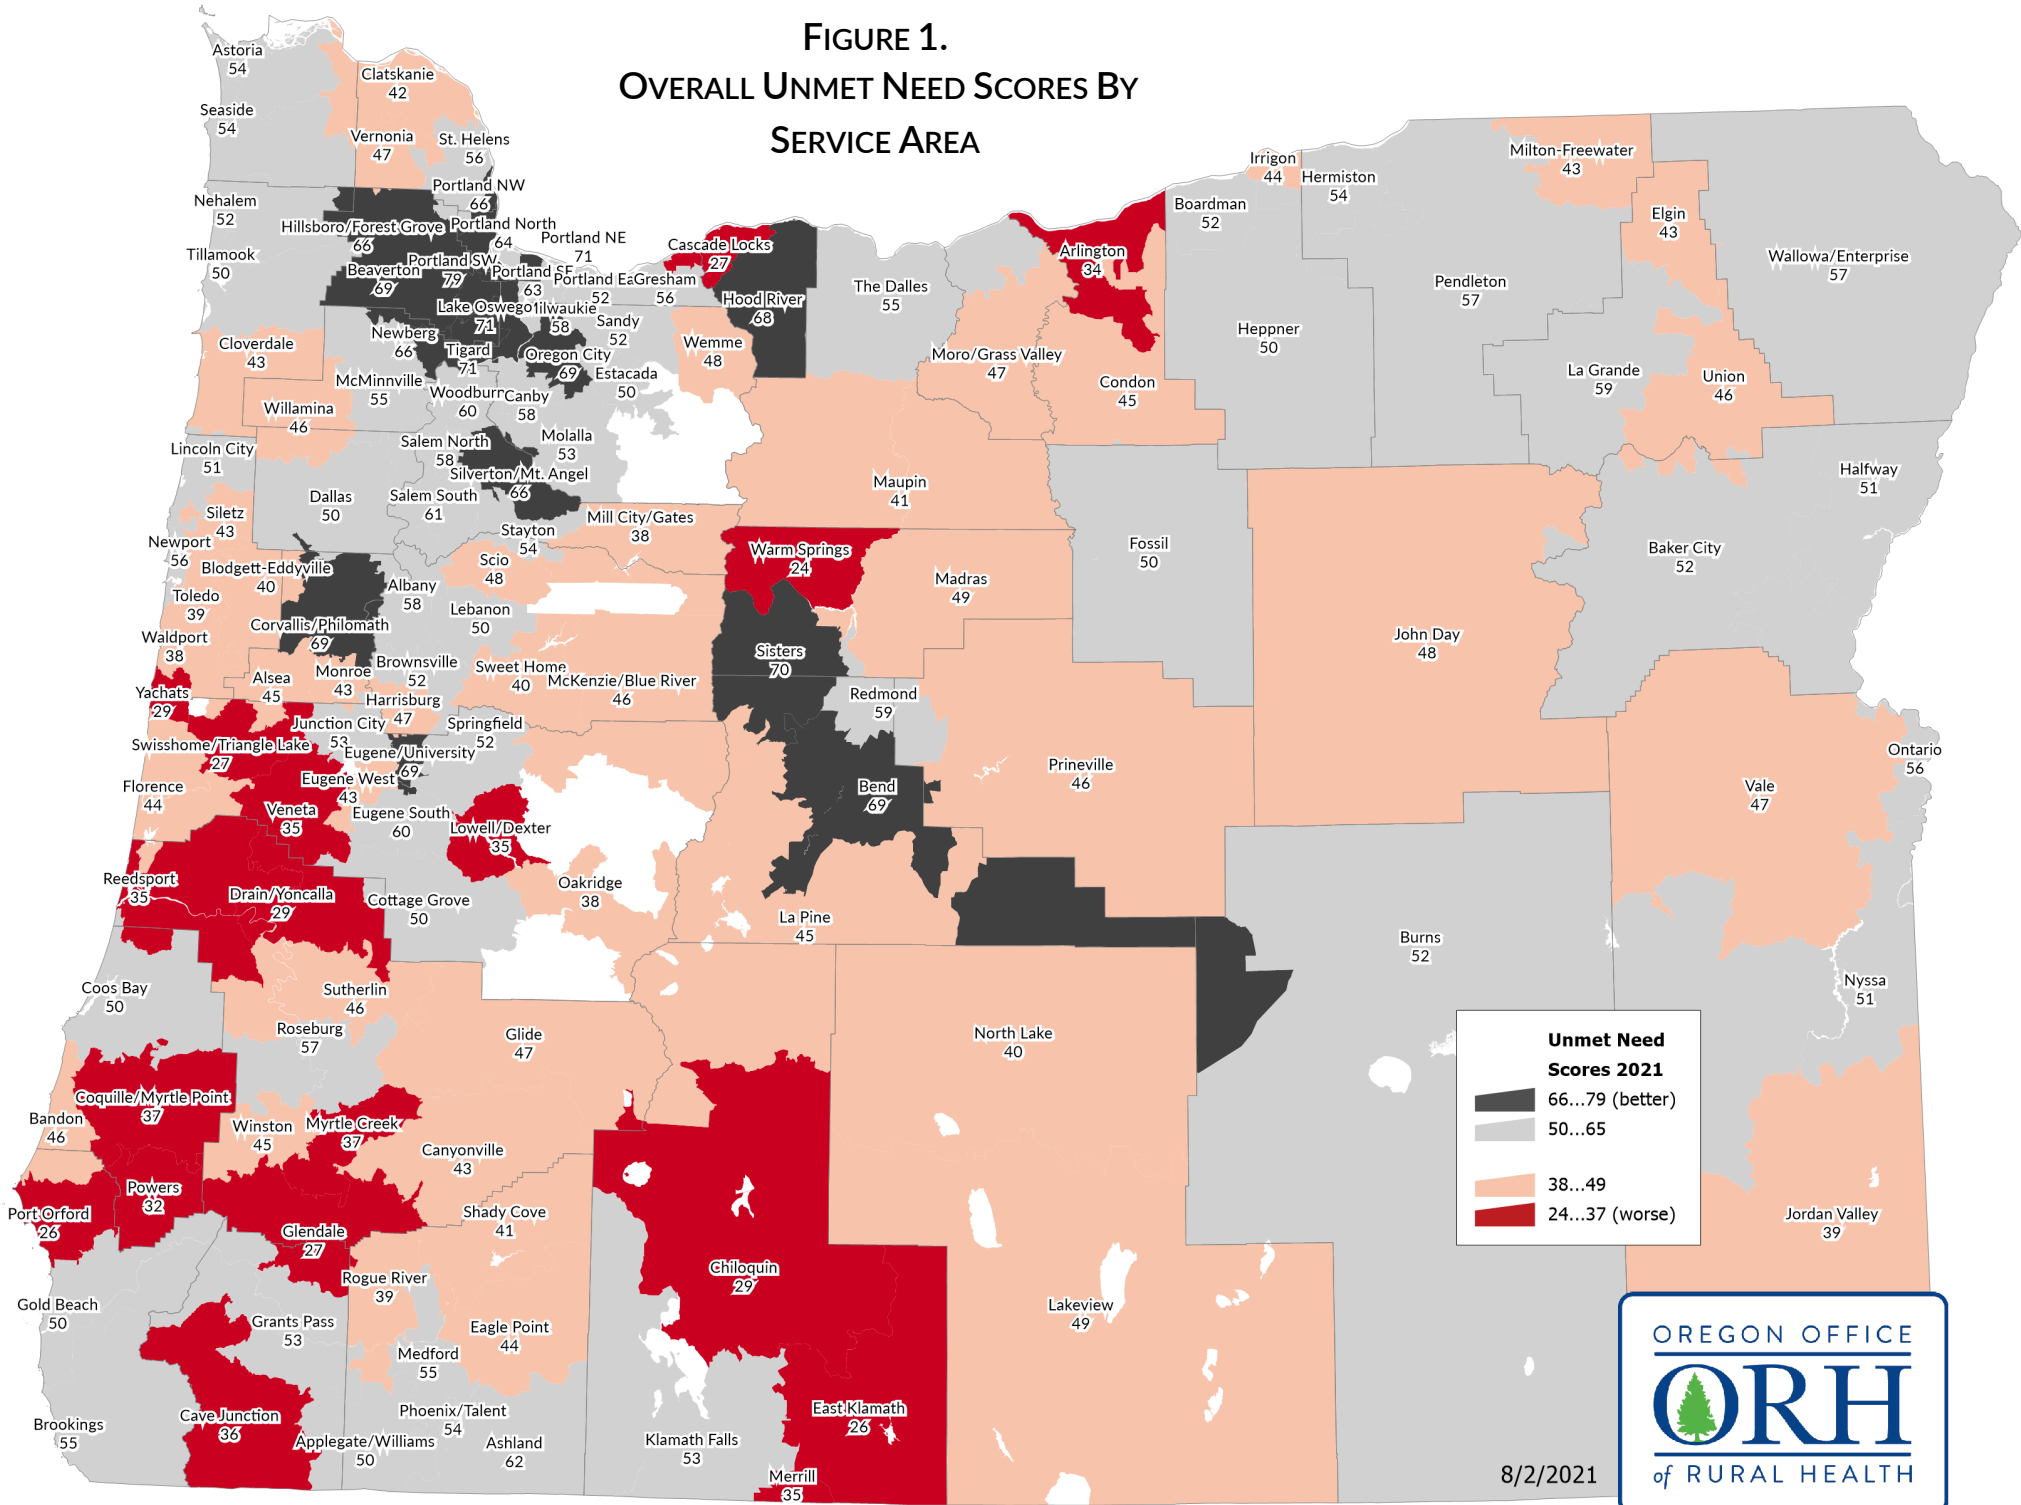 FIGURE 1.
OVERALL UNMET NEED SCORES BY
SERVICE AREA
Astoria
54
Clatskanie
42
Seaside
54
Vernonia
47
St. Helens
56
Irrigon
44
Milton-Freewater
43
Hermiston
54
Portland NW
66
Nehalem
52
Boardman
52
Elgin
43
Hillsboro/Forest Grove
66
Portland North
64
Portland NE
71
Cascade Locks
27
Arlington
34
Tillamook
50
Beaverton
69
Portland SW
79
Portland SE
63
Portland Ea
52
Gresham
56
The Dalles
55
Wallowa/Enterprise
57
Pendleton
57
Hood River
68
Lake Oswego
71
Milwaukie
58
Sandy
52
Newberg
66
Tigard
71
Oregon City
69
Wemme
48
Heppner
50
Cloverdale
43
Moro/Grass Valley
47
Estacada
50
McMinnville
55
Woodburn
60
Canby
58
Condon
45
La Grande
59
Union
46
Willamina
46
Lincoln City
51
Salem North
58
Molalla
53
Silverton/Mt. Angel
66
Halfway
51
Maupin
41
Dallas
50
Salem South
61
Siletz
43
Mill City/Gates
38
Stayton
54
Newport
56
Scio
48
Warm Springs
24
Fossil
50
Baker City
52
Blodgett-Eddyville
40
Albany
58
Madras
49
Toledo
39
Lebanon
50
Corvallis/Philomath
69
Waldport
38
John Day
48
Sisters
70
Brownsville
52
Sweet Home
40
McKenzie/Blue River
46
Monroe
43
Alsea
45
Yachats
29
Harrisburg
47
Redmond
59
Junction City
53
Springfield
52
Swisshome/Triangle Lake
27
Eugene/University
69
Ontario
56
Prineville
46
Eugene West
43
Florence
44
Bend
69
Vale
47
Veneta
35
Eugene South
60
Lowell/Dexter
35
Reedsport
35
Drain/Yoncalla
29
Cottage Grove
50
Oakridge
38
La Pine
45
Burns
52
Coos Bay
50
Sutherlin
46
Nyssa
51
Roseburg
57
Glide
47
North Lake
40
Unmet Need
Scores 2021
66...79 (better)
50...65
38...49
24...37 (worse)
Coquille/Myrtle Point
37
Bandon
46
Winston
45
Myrtle Creek
37
Canyonville
43
Powers
32
Port Orford
26
Shady Cove
41
Jordan Valley
39
Glendale
27
Chiloquin
29
Rogue River
39
Gold Beach
50
Grants Pass
53
Eagle Point
44
Lakeview
49
Medford
55
Cave Junction
36
Phoenix/Talent
54
East Klamath
26
Brookings
55
Applegate/Williams
50
Ashland
62
Klamath Falls
53
Merrill
35
8/2/2021
OREGON OFFICE
ORH
of RURAL HEALTH